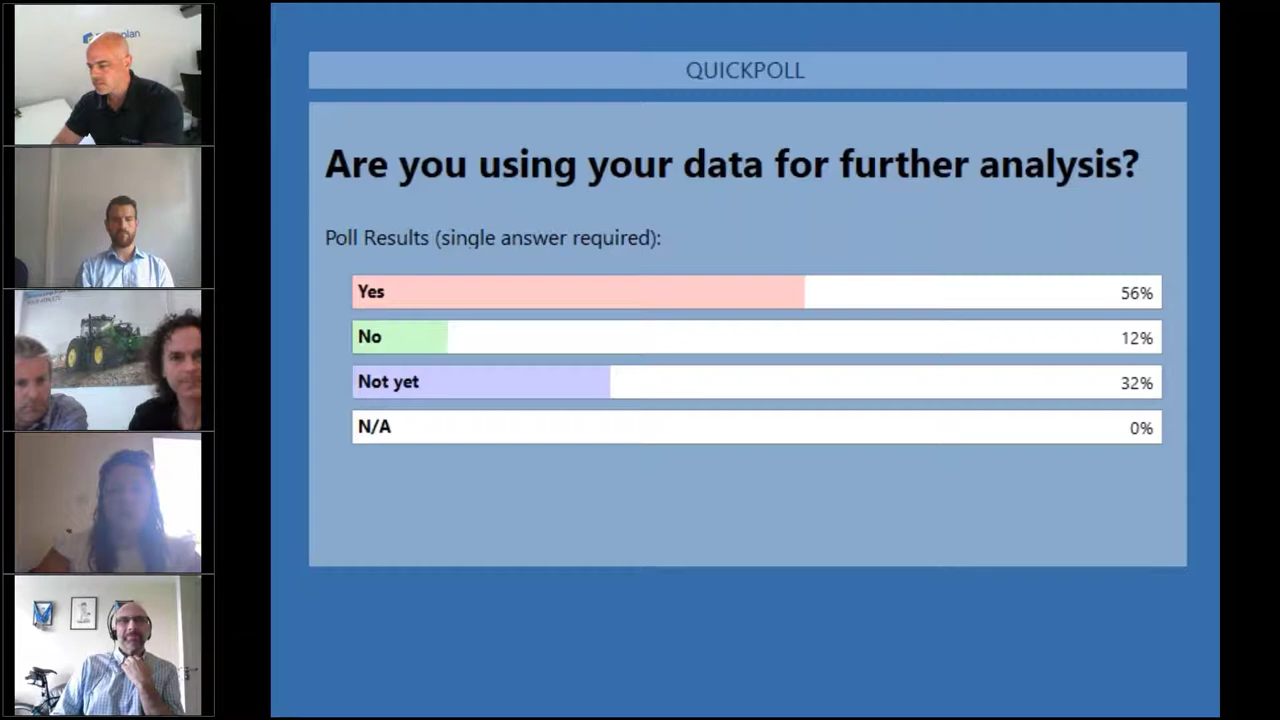 QUICKPOLL
Are you using your data for further analysis?
Poll Results (single answer required):
Yes 56%
No 12%
Not yet 32%
N/A 0%